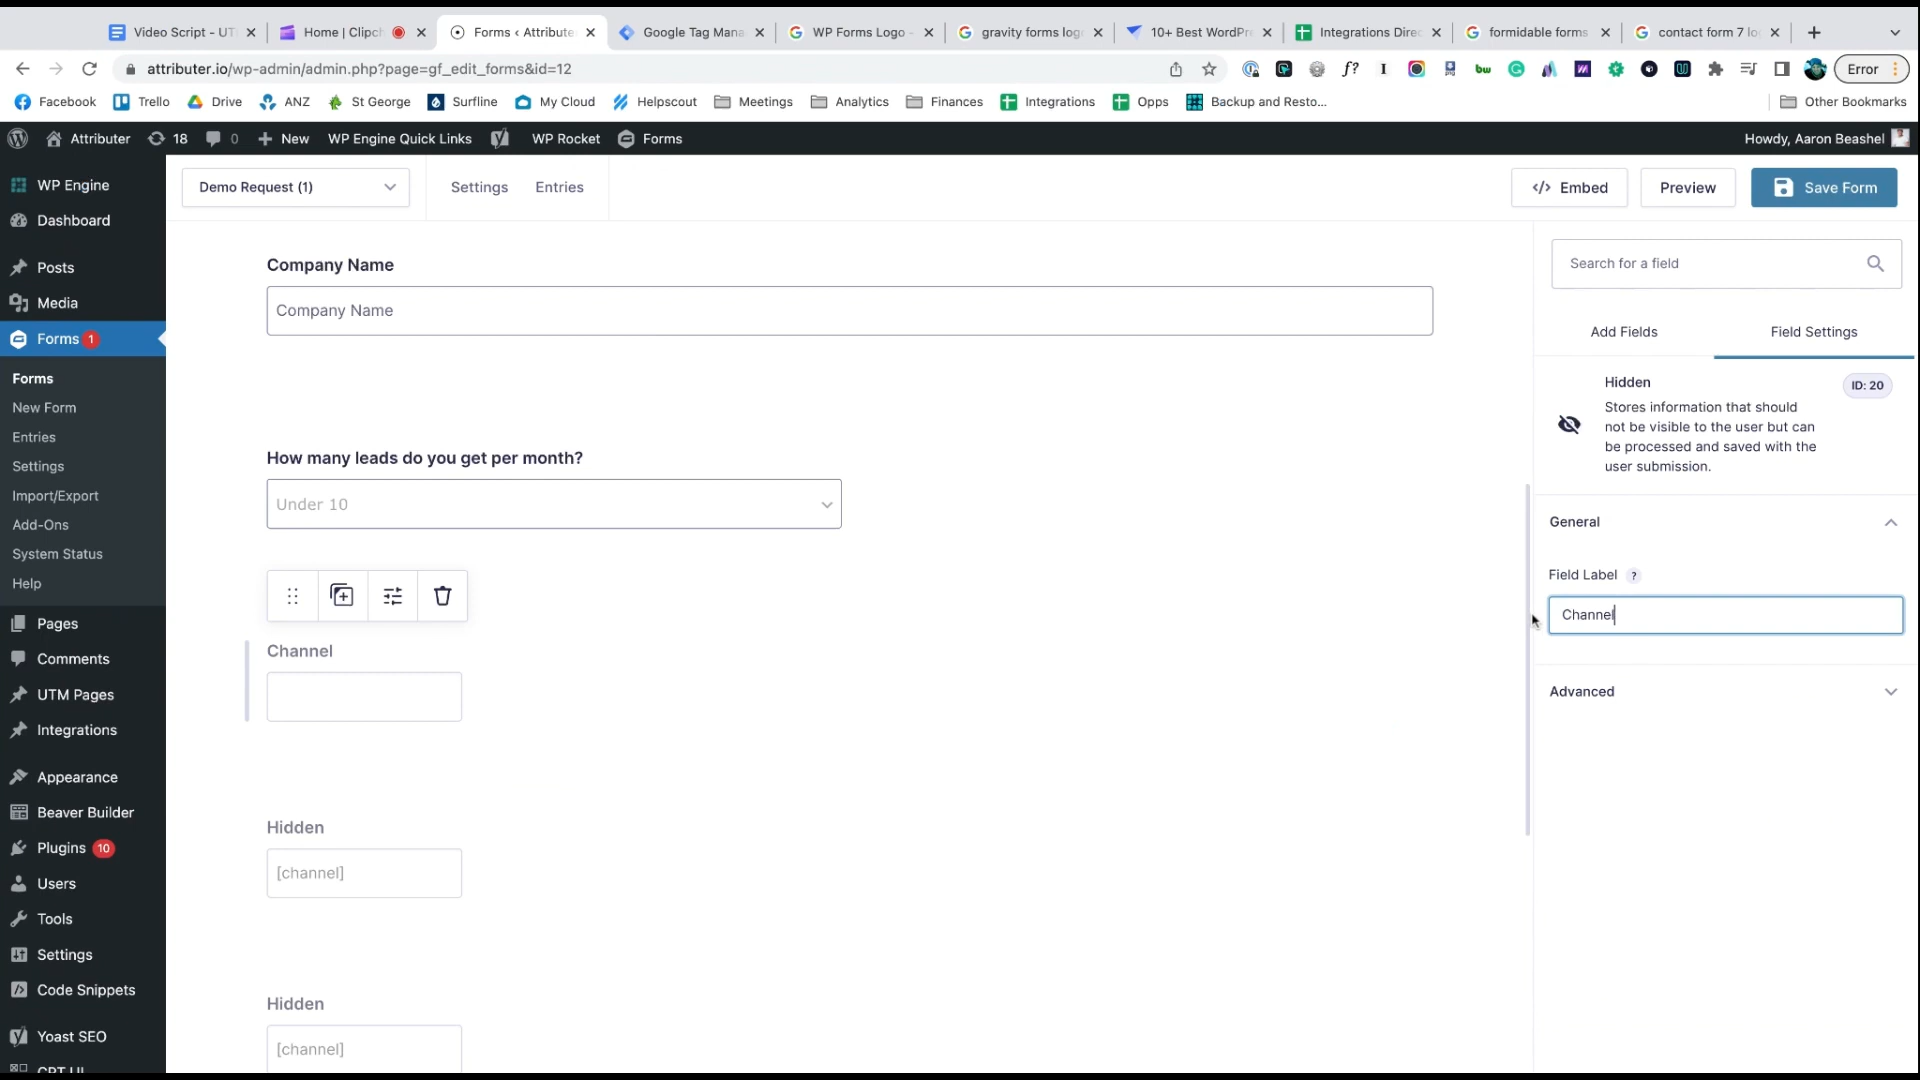 Video Script - UT
Home | Clipch
Forms ‹ Attribute
Google Tag Mana
WP Forms Logo -
gravity forms log
10+ Best WordPr
Integrations Direc
formidable forms
contact form 7 lo
attributer.io/wp-admin/admin.php?page=gf_edit_forms&id=12
Error
Facebook
Trello
Drive
ANZ
St George
Surfline
My Cloud
Helpscout
Meetings
Analytics
Finances
Integrations
Opps
Backup and Resto...
Other Bookmarks
Attributer
18
0
New
WP Engine Quick Links
WP Rocket
Forms
Howdy, Aaron Beashel
WP Engine
Dashboard
Posts
Media
Forms 1
Forms
New Form
Entries
Settings
Import/Export
Add-Ons
System Status
Help
Pages
Comments
UTM Pages
Integrations
Appearance
Beaver Builder
Plugins 10
Users
Tools
Settings
Code Snippets
Yoast SEO
CPT UI
Demo Request (1)
Settings
Entries
</> Embed
Preview
Save Form
Company Name
Company Name
How many leads do you get per month?
Under 10
Channel
Hidden
[channel]
Hidden
[channel]
Search for a field
Add Fields
Field Settings
Hidden
ID: 20
Stores information that should
not be visible to the user but can
be processed and saved with the
user submission.
General
Field Label ?
Channel
Advanced